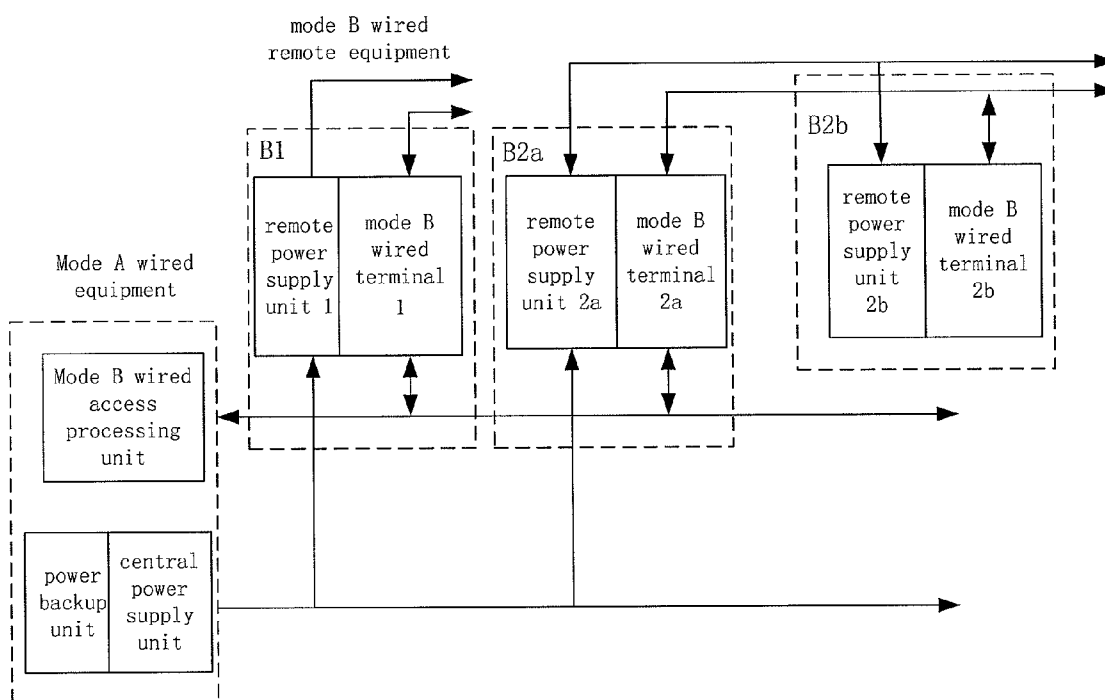 mode B wired
remote equipment
B1
remote
power
supply
unit 1
mode B
wired
terminal
1
B2a
remote
power
supply
unit 2a
mode B
wired
terminal
2a
B2b
remote
power
supply
unit 2b
mode B
wired
terminal
2b
Mode A wired
equipment
Mode B wired
access
processing
unit
power
backup
unit
central
power
supply
unit